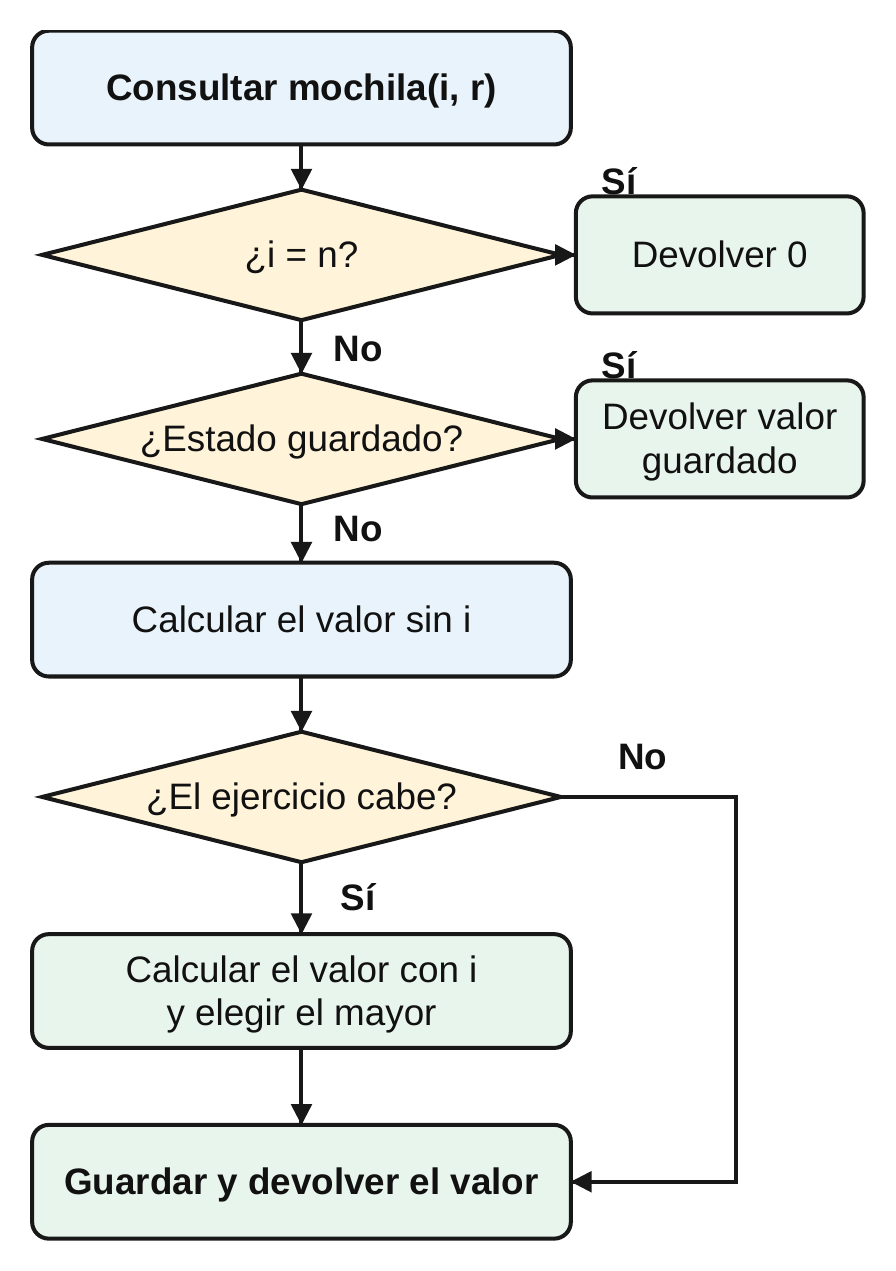 Consultar mochila(i, r)
Sí
¿i = n?
Devolver 0
No
Sí
¿Estado guardado?
Devolver valor
guardado
No
Calcular el valor sin i
No
¿El ejercicio cabe?
Sí
Calcular el valor con i
y elegir el mayor
Guardar y devolver el valor